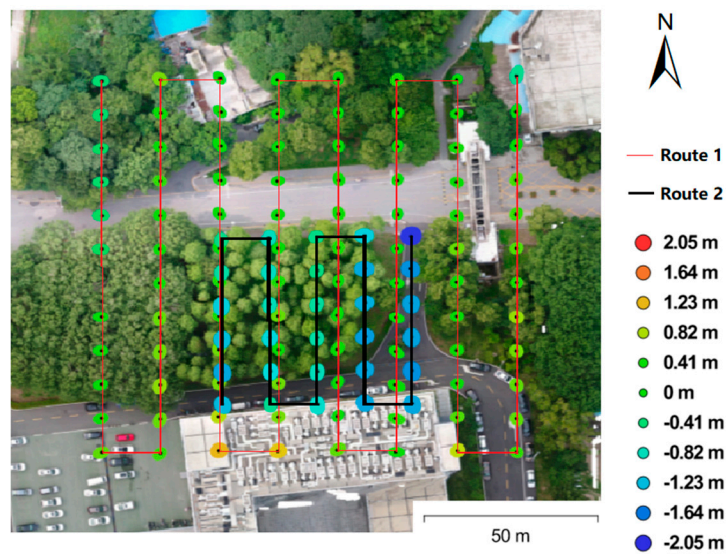 N
Route 1
Route 2
2.05 m
1.64 m
1.23 m
0.82 m
0.41 m
0 m
-0.41 m
-0.82 m
-1.23 m
-1.64 m
-2.05 m
50 m